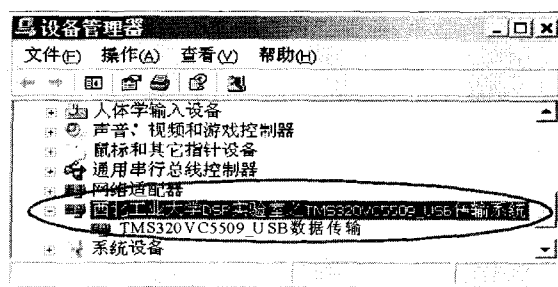 设备管理器
文件(F) 操作(A) 查看(V) 帮助(H)
人体学输入设备
声音、视频和游戏控制器
鼠标和其它指针设备
通用串行总线控制器
网络适配器
西北工业大学DSP实验室之TMS320VC5509_USB传输系统
TMS320VC5509_USB数据传输
系统设备